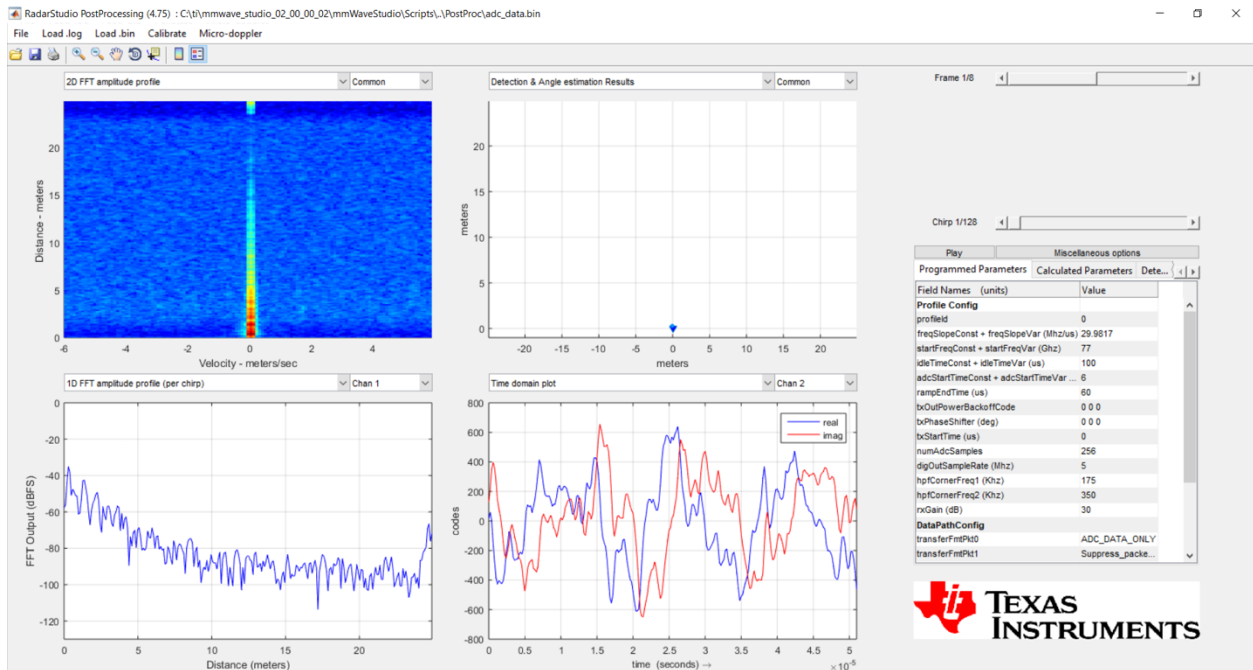 RadarStudio PostProcessing (4.75) : C:\ti\mmwave_studio_02_00_00_02\mmWaveStudio\Scripts\..\PostProc\adc_data.bin
File Load .log Load .bin Calibrate Micro-doppler
2D FFT amplitude profile Common
20
15
10
5
0
-6 -4 -2 0 2 4
Distance - meters
Velocity - meters/sec
Detection & Angle estimation Results Common
20
15
10
5
0
-20 -15 -10 -5 0 5 10 15 20
meters
meters
1D FFT amplitude profile (per chirp) Chan 1
0
-20
-40
-60
-80
-100
-120
0 5 10 15 20
FFT Output (dBFS)
Distance (meters)
Time domain plot Chan 2
800
600
400
200
0
-200
-400
-600
-800
0 0.5 1 1.5 2 2.5 3 3.5 4 4.5 5
codes
time (seconds) →
×10⁻⁵
real
imag
Frame 1/8
Chirp 1/128
Play Miscellaneous options
Programmed Parameters Calculated Parameters Dete...
Field Names (units) Value
Profile Config
profileId 0
freqSlopeConst + freqSlopeVar (Mhz/us) 29.9817
startFreqConst + startFreqVar (Ghz) 77
idleTimeConst + idleTimeVar (us) 100
adcStartTimeConst + adcStartTimeVar ... 6
rampEndTime (us) 60
txOutPowerBackoffCode 0 0 0
txPhaseShifter (deg) 0 0 0
txStartTime (us) 0
numAdcSamples 256
digOutSampleRate (Mhz) 5
hpfCornerFreq1 (Khz) 175
hpfCornerFreq2 (Khz) 350
rxGain (dB) 30
DataPathConfig
transferFmtPkt0 ADC_DATA_ONLY
transferFmtPkt1 Suppress_packe...
TEXAS
INSTRUMENTS